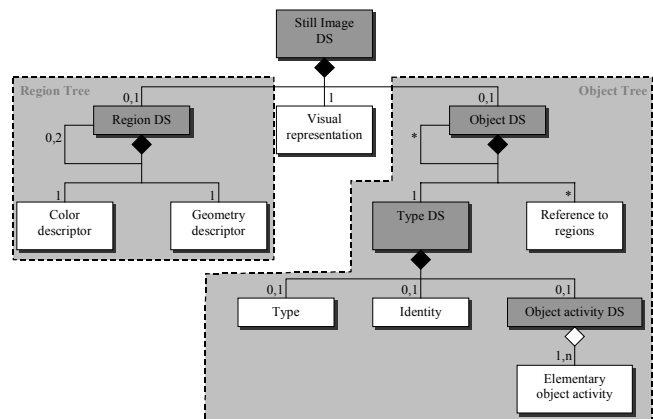 Still Image
DS
Region Tree
Object Tree
0,1
1
0,1
Region DS
Visual
representation
Object DS
0,2
*
1
1
1
*
Color
descriptor
Geometry
descriptor
Type DS
Reference to
regions
0,1
0,1
0,1
Type
Identity
Object activity DS
1,n
Elementary
object activity